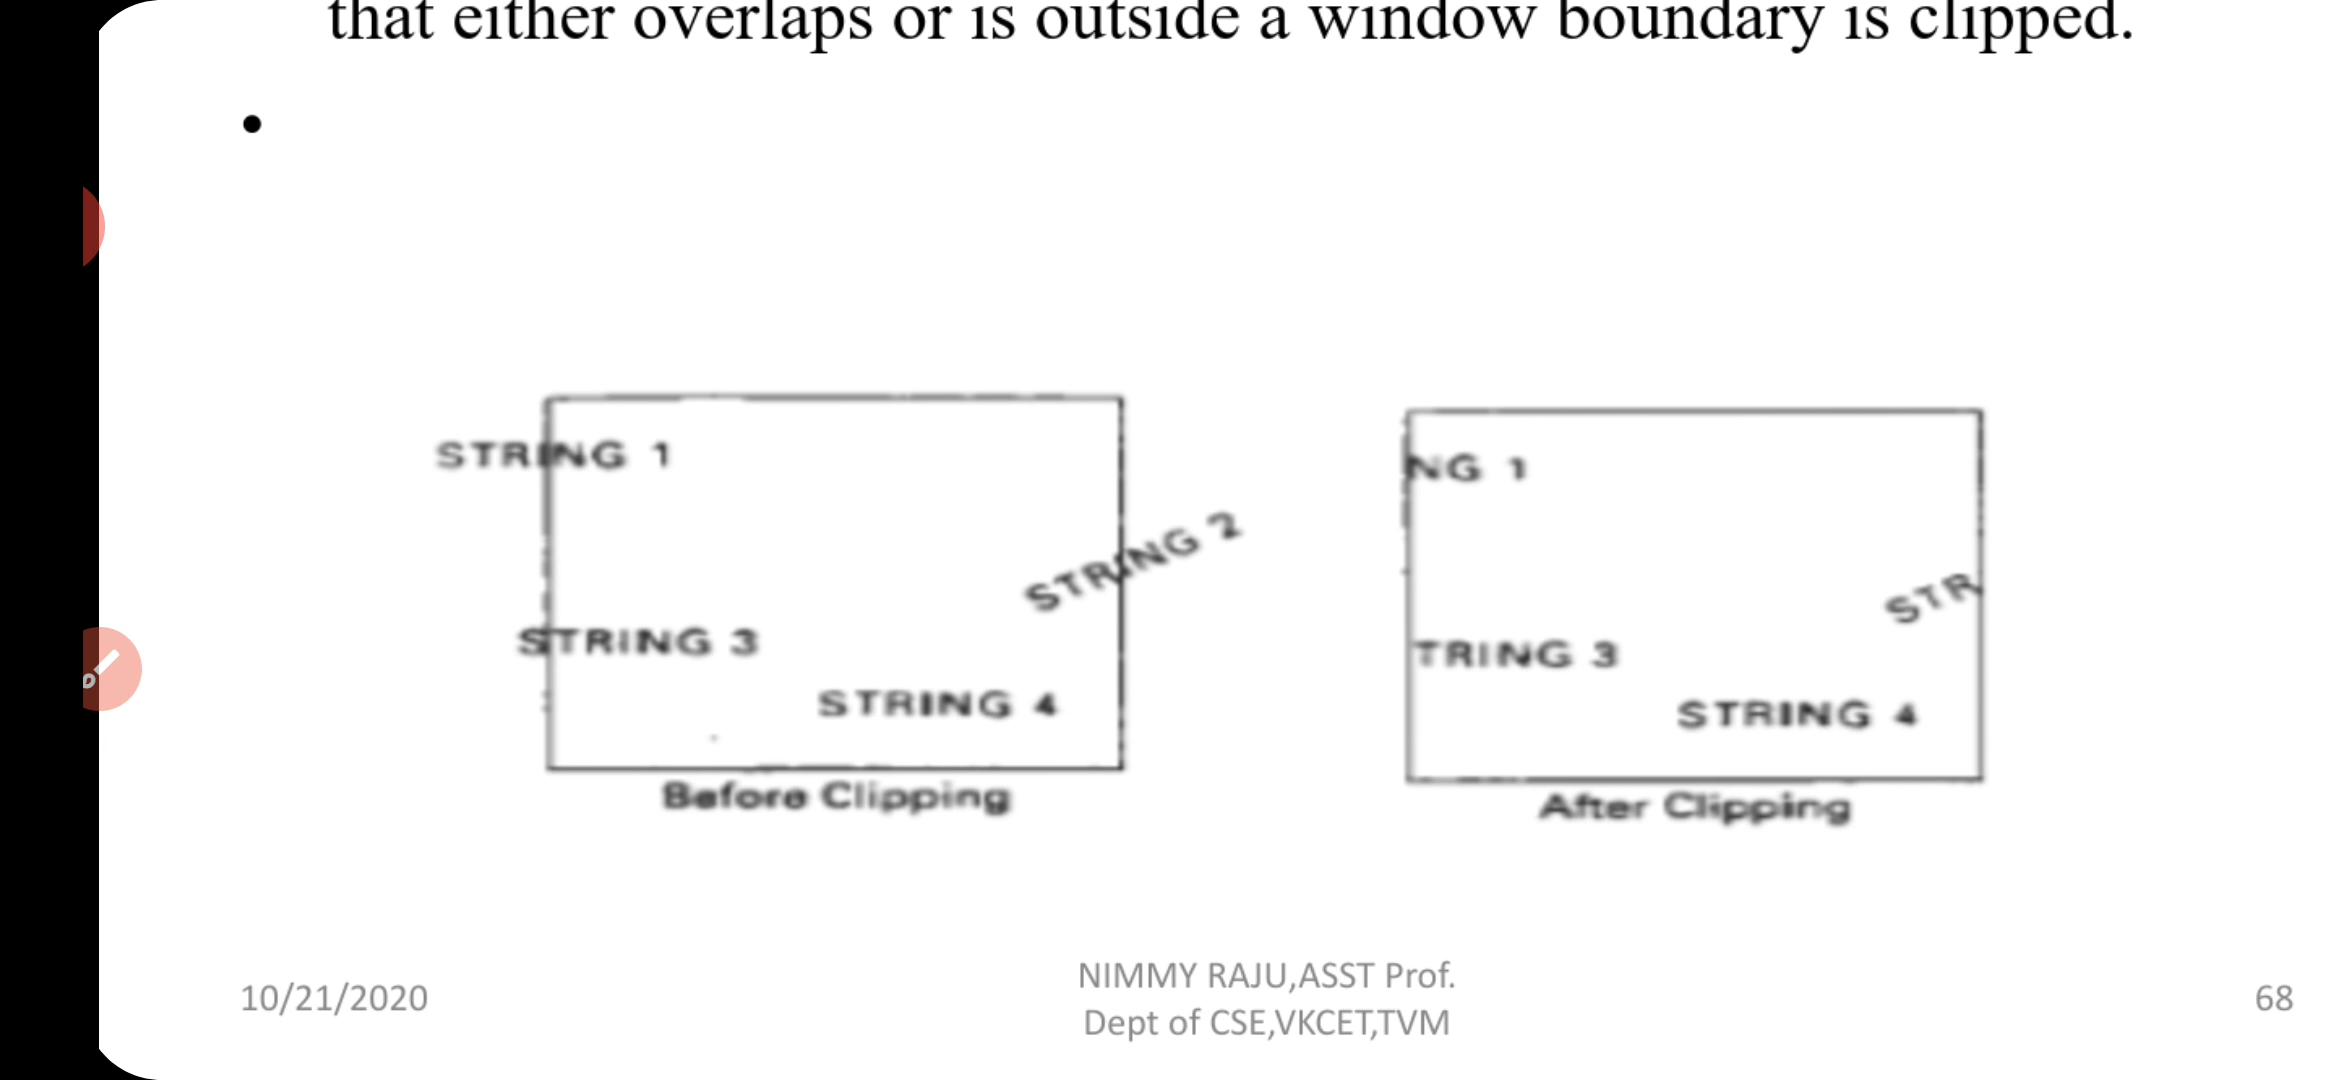 that either overlaps or is outside a window boundary is clipped.
•
STRING 1
STRING 2
STRING 3
STRING 4
Before Clipping
NG 1
STR
TRING 3
STRING 4
After Clipping
10/21/2020
NIMMY RAJU,ASST Prof.
Dept of CSE,VKCET,TVM
68